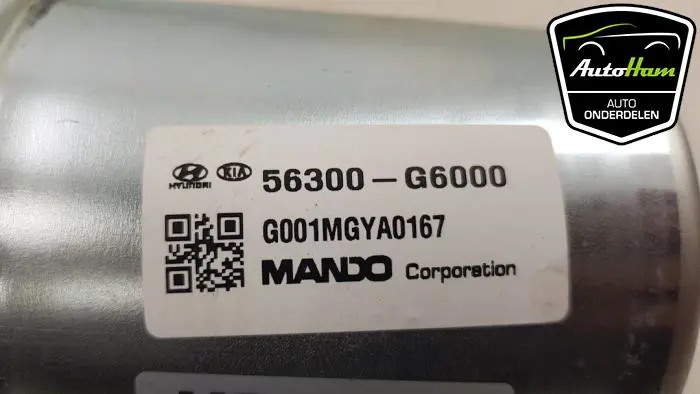 AutoHam
AUTO
ONDERDELEN
HYUNDAI KIA 56300-G6000
G001MGYA0167
MANDO Corporation